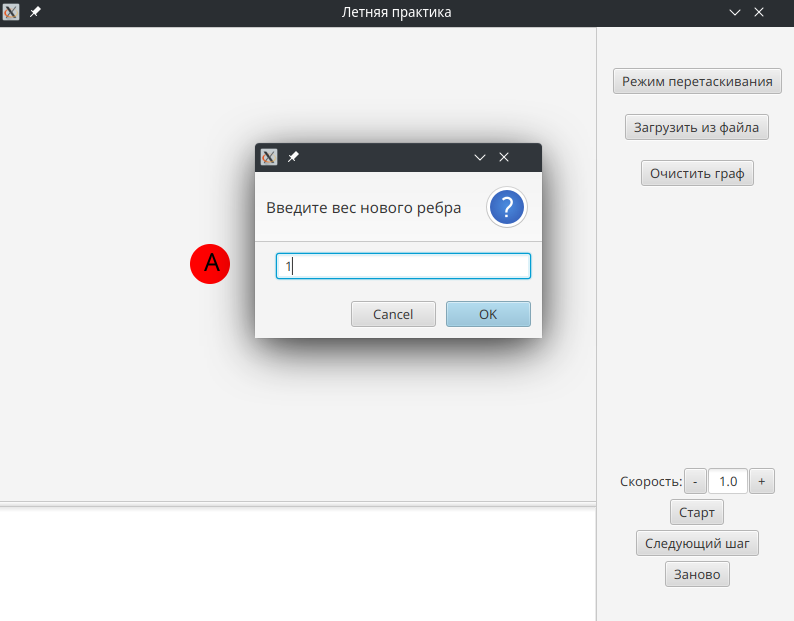 Летняя практика
Режим перетаскивания
Загрузить из файла
Очистить граф
Введите вес нового ребра
?
A
1
Cancel
OK
Скорость: - 1.0 +
Старт
Следующий шаг
Заново